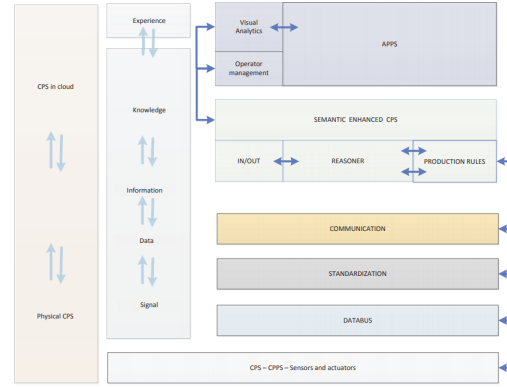 CPS in cloud
Physical CPS
Experience
Knowledge
Information
Data
Signal
Visual
Analytics
Operator
management
APPS
SEMANTIC ENHANCED CPS
IN/OUT
REASONER
PRODUCTION RULES
COMMUNICATION
STANDARDIZATION
DATABUS
CPS – CPPS – Sensors and actuators